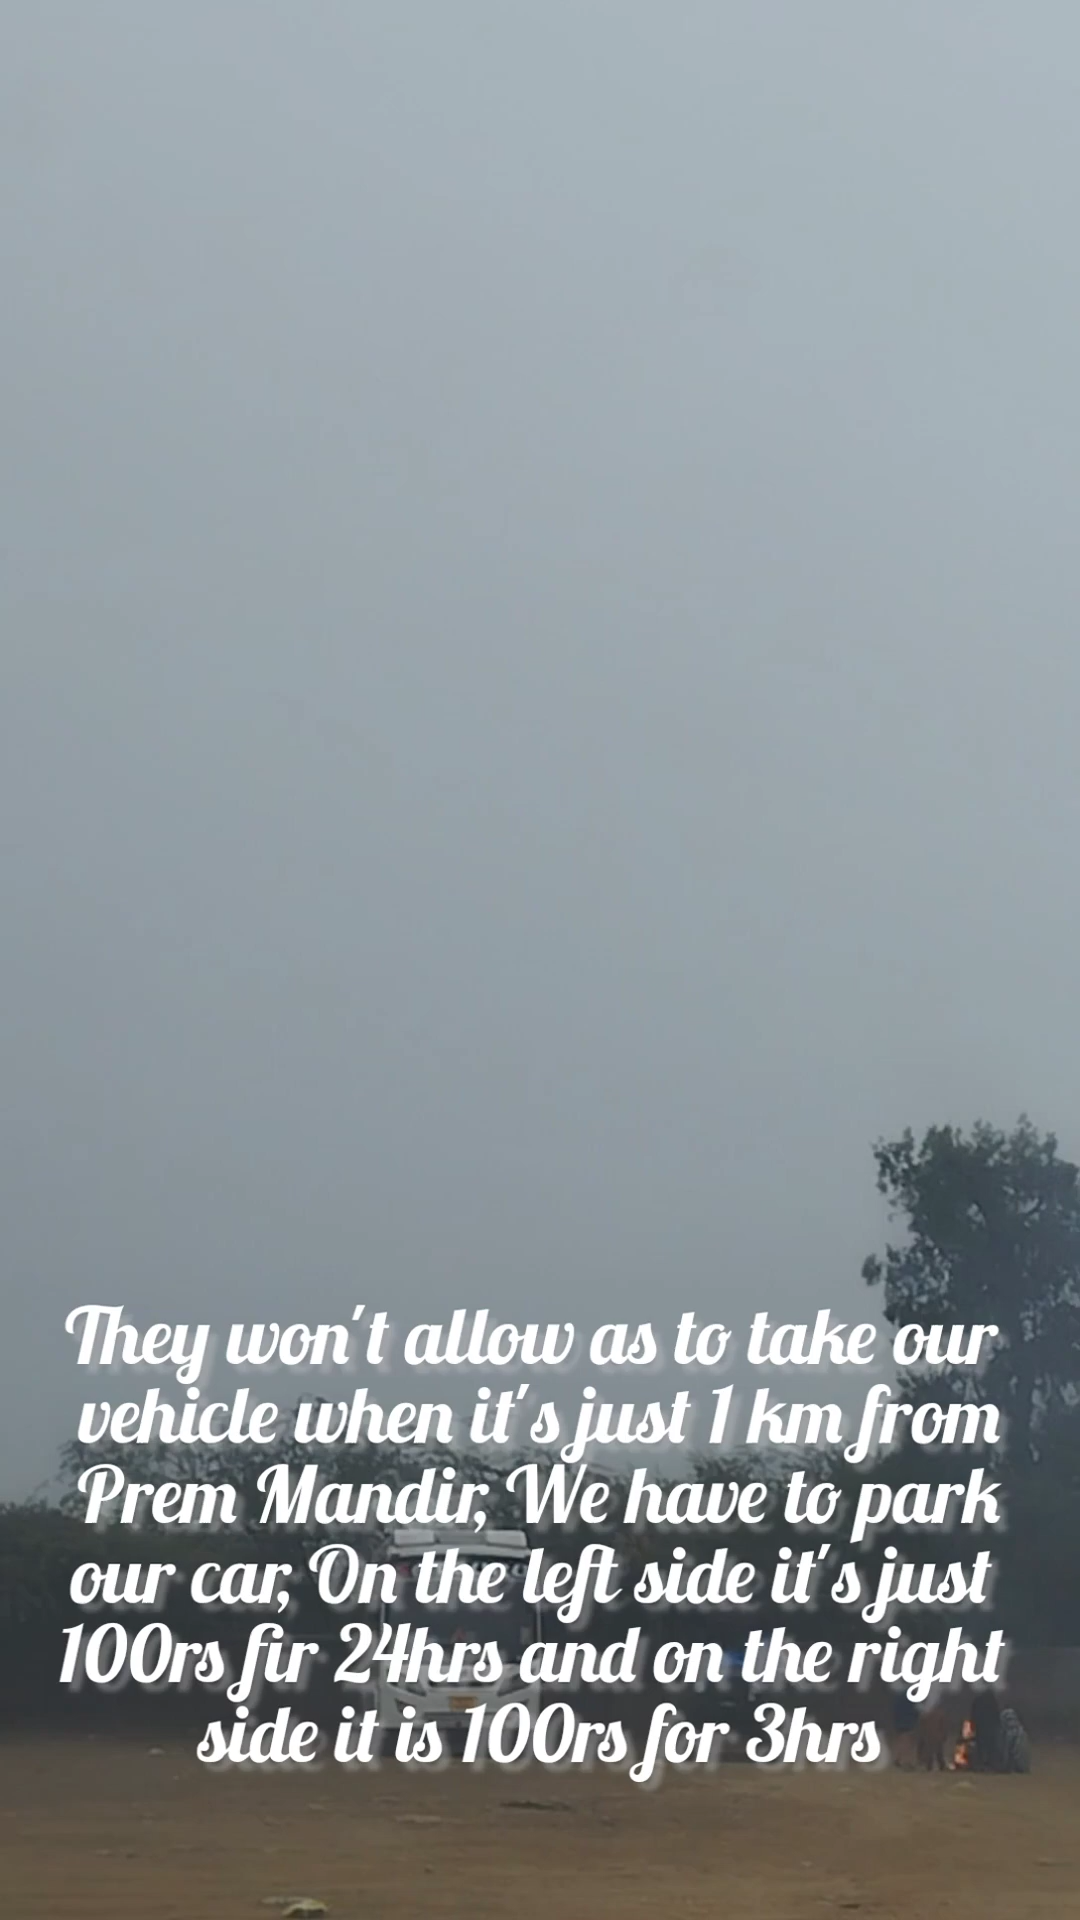 They won't allow as to take our
vehicle when it's just 1 km from
Prem Mandir, We have to park
our car, On the left side it's just
100rs fir 24hrs and on the right
side it is 100rs for 3hrs